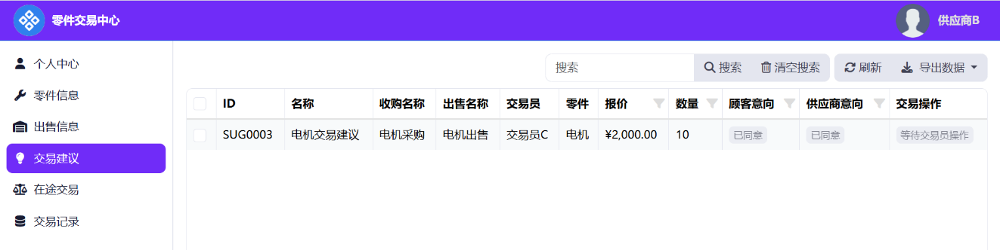 零件交易中心
供应商B
个人中心
零件信息
出售信息
交易建议
在途交易
交易记录
搜索 搜索 清空搜索 刷新 导出数据
ID 名称 收购名称 出售名称 交易员 零件 报价 数量 顾客意向 供应商意向 交易操作
SUG0003 电机交易建议 电机采购 电机出售 交易员C 电机 ¥2,000.00 10 已同意 已同意 等待交易员操作